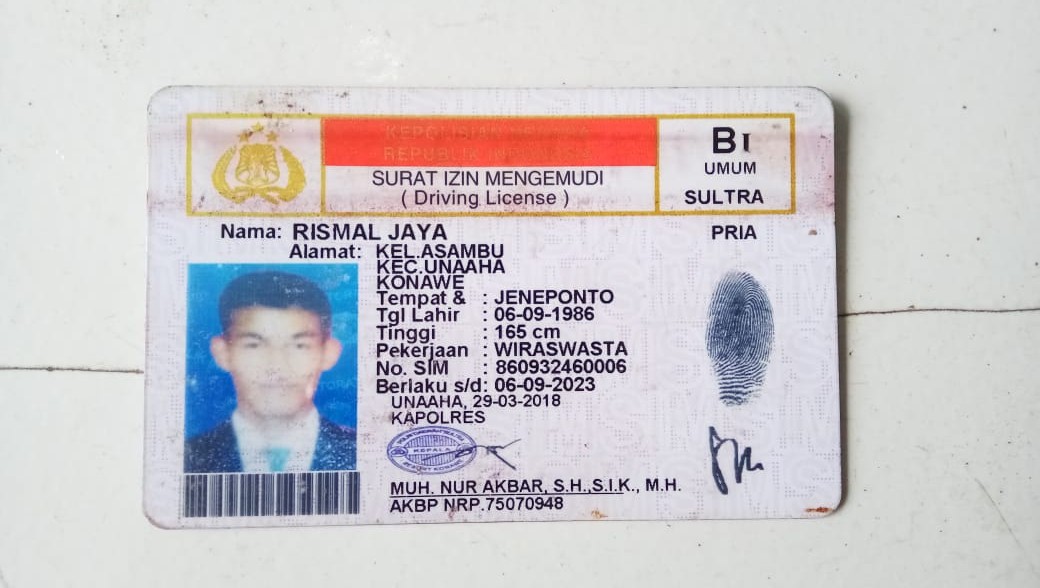 KEPOLISIAN NEGARA
REPUBLIK INDONESIA
SURAT IZIN MENGEMUDI
( Driving License )
BI
UMUM
SULTRA
Nama: RISMAL JAYA
PRIA
Alamat: KEL.ASAMBU
KEC.UNAAHA
KONAWE
Tempat & : JENEPONTO
Tgl Lahir : 06-09-1986
Tinggi : 165 cm
Pekerjaan : WIRASWASTA
No. SIM : 860932460006
Berlaku s/d: 06-09-2023
UNAAHA, 29-03-2018
KAPOLRES
KEPALA
MUH. NUR AKBAR, S.H.,S.I.K., M.H.
AKBP NRP.75070948